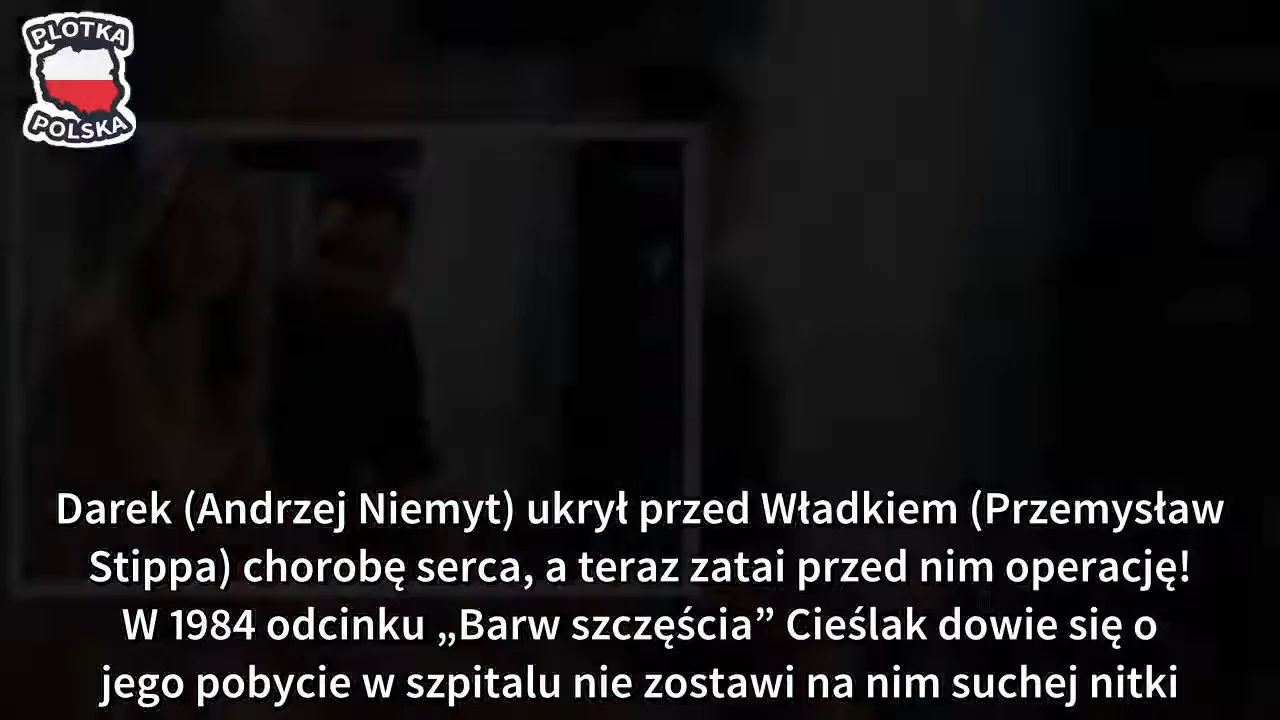 PLOTKA
POLSKA
Darek (Andrzej Niemyt) ukrył przed Władkiem (Przemysław
Stippa) chorobę serca, a teraz zatai przed nim operację!
W 1984 odcinku „Barw szczęścia” Cieślak dowie się o
jego pobycie w szpitalu nie zostawi na nim suchej nitki